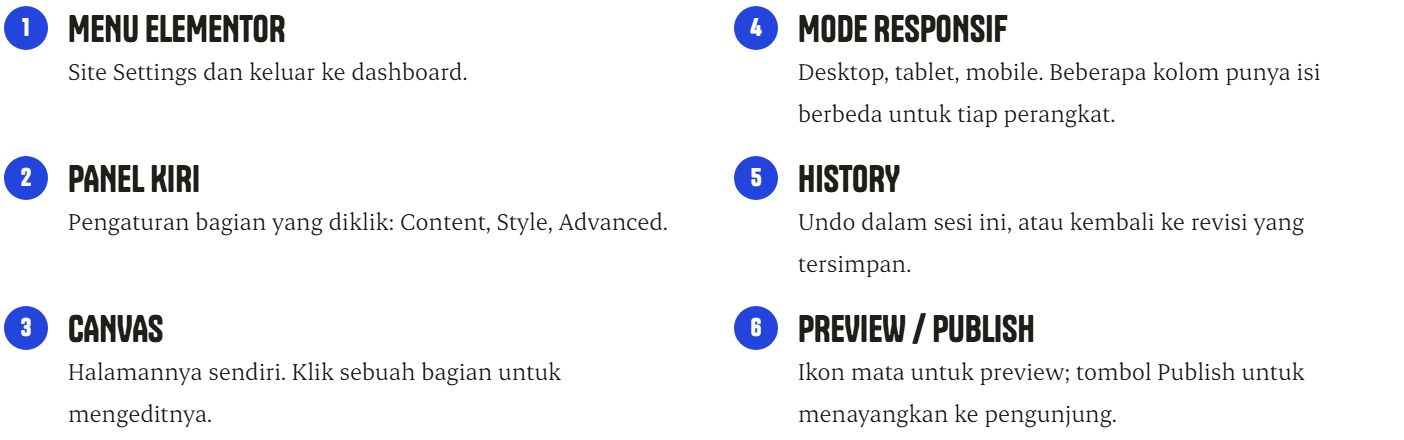 1
MENU ELEMENTOR
Site Settings dan keluar ke dashboard.
2
PANEL KIRI
Pengaturan bagian yang diklik: Content, Style, Advanced.
3
CANVAS
Halamannya sendiri. Klik sebuah bagian untuk
mengeditnya.
4
MODE RESPONSIF
Desktop, tablet, mobile. Beberapa kolom punya isi
berbeda untuk tiap perangkat.
5
HISTORY
Undo dalam sesi ini, atau kembali ke revisi yang
tersimpan.
6
PREVIEW / PUBLISH
Ikon mata untuk preview; tombol Publish untuk
menayangkan ke pengunjung.